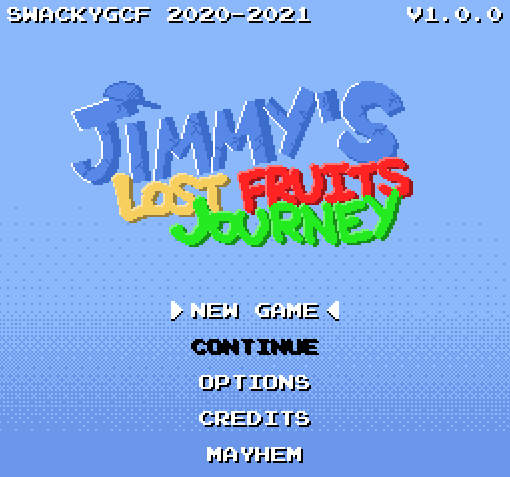 SWACKYGCF 2020-2021 V1.0.0
JIMMY'S
LOST FRUITS
JOURNEY
NEW GAME
CONTINUE
OPTIONS
CREDITS
MAYHEM